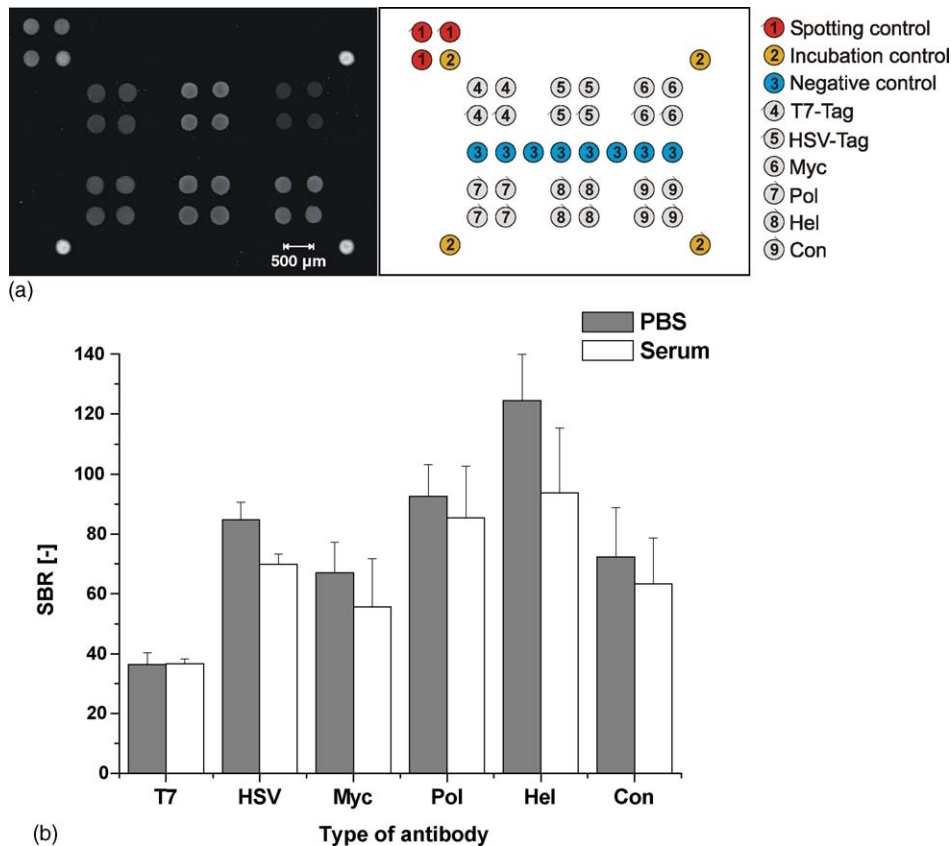 500 µm
1 1
1 2 2
4 4 5 5 6 6
4 4 5 5 6 6
3 3 3 3 3 3 3 3
7 7 8 8 9 9
7 7 8 8 9 9
2 2
1 Spotting control
2 Incubation control
3 Negative control
4 T7-Tag
5 HSV-Tag
6 Myc
7 Pol
8 Hel
9 Con
(a)
PBS
Serum
140
120
100
80
60
40
20
0
SBR [-]
T7 HSV Myc Pol Hel Con
Type of antibody
(b)